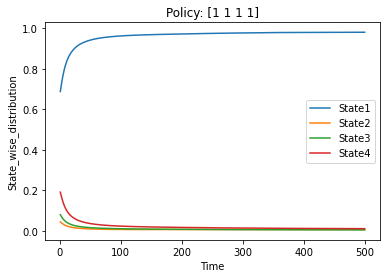 Policy: [1 1 1 1]
1.0
0.8
0.6
0.4
0.2
0.0
State_wise_distribution
State1
State2
State3
State4
0 100 200 300 400 500
Time